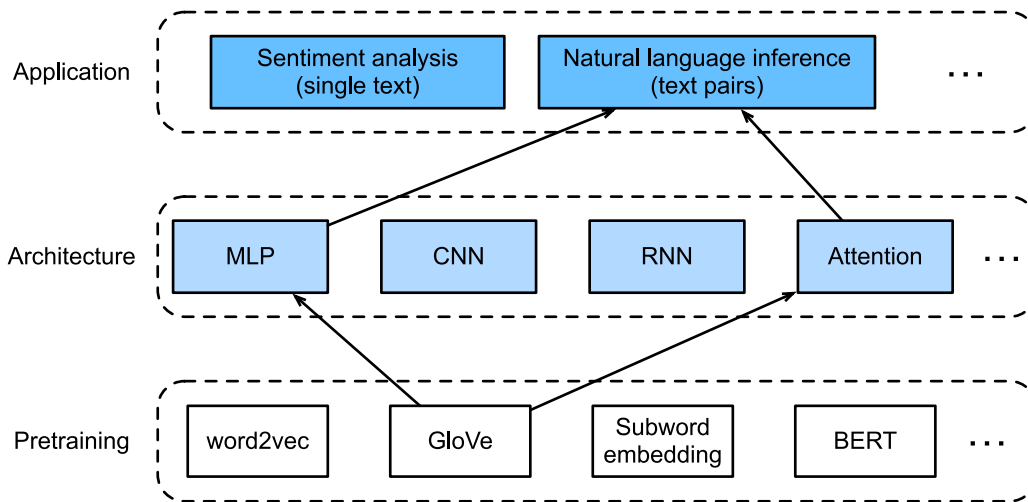 Application
Sentiment analysis
(single text)
Natural language inference
(text pairs)
...
Architecture
MLP
CNN
RNN
Attention
...
Pretraining
word2vec
GloVe
Subword
embedding
BERT
...